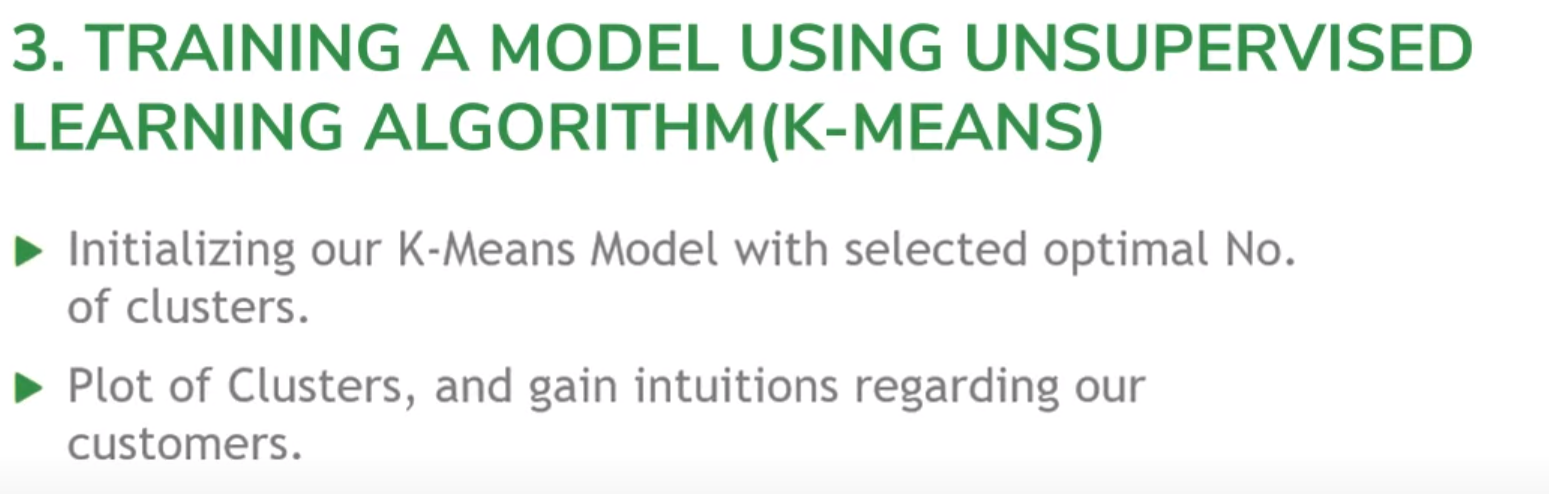 3. TRAINING A MODEL USING UNSUPERVISED
LEARNING ALGORITHM(K-MEANS)
Initializing our K-Means Model with selected optimal No.
of clusters.
Plot of Clusters, and gain intuitions regarding our
customers.